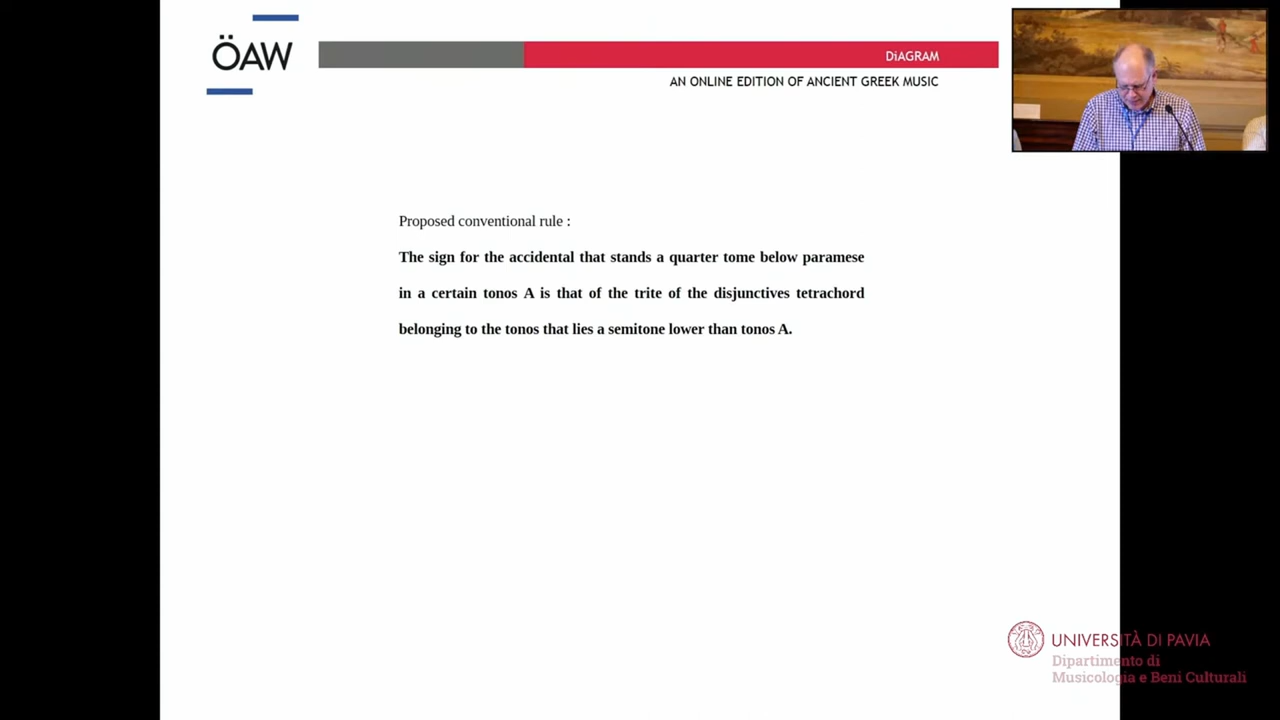 ÖAW
DiAGRAM
AN ONLINE EDITION OF ANCIENT GREEK MUSIC
Proposed conventional rule :
The sign for the accidental that stands a quarter tome below paramese
in a certain tonos A is that of the trite of the disjunctives tetrachord
belonging to the tonos that lies a semitone lower than tonos A.
UNIVERSITÀ DI PAVIA
Dipartimento di
Musicologia e Beni Culturali